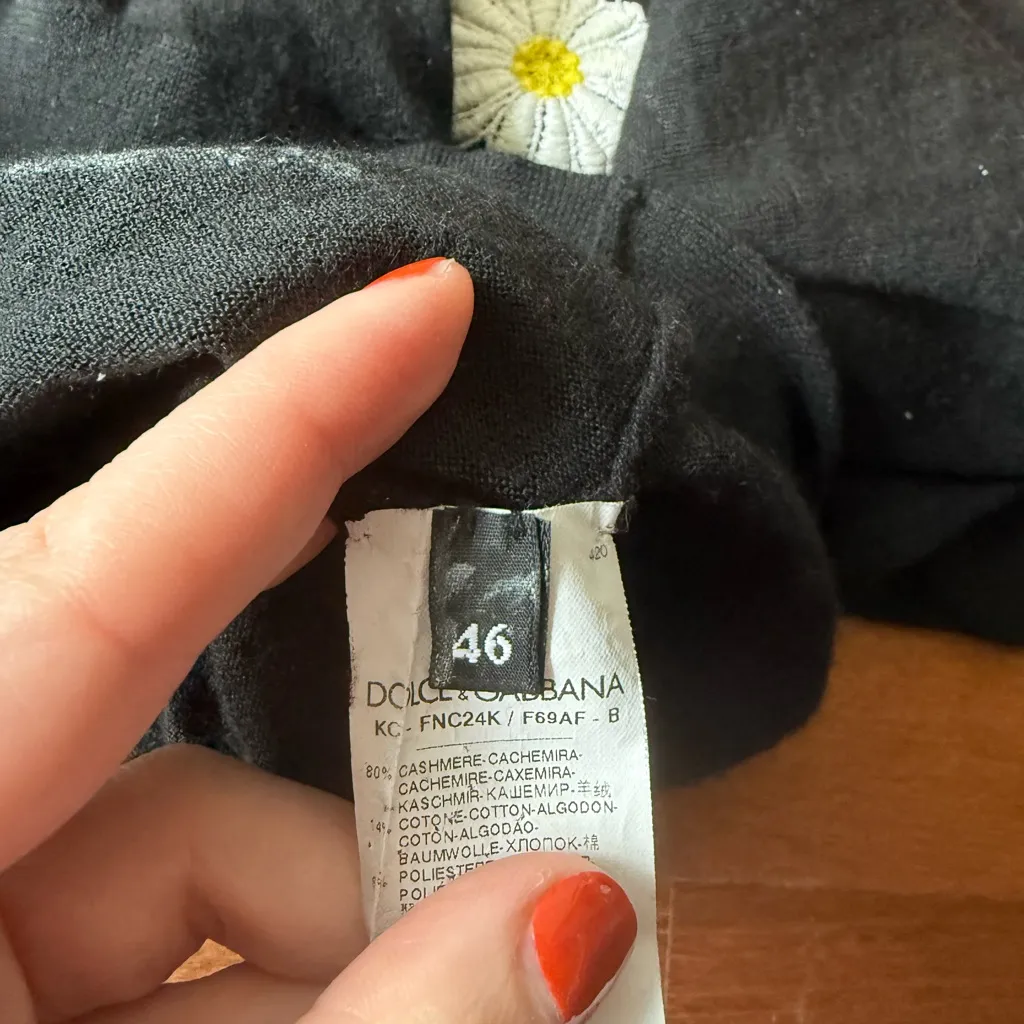 420
46
DOLCE & GABBANA
KC - FNC24K / F69AF - B
80% CASHMERE-CACHEMIRA-
CACHEMIRE-CAXEMIRA-
KASCHMIR-КАШЕМИР-羊绒
COTONE-COTTON-ALGODON-
COTON-ALGODÃO-
BAUMWOLLE-ХЛОПОК-棉